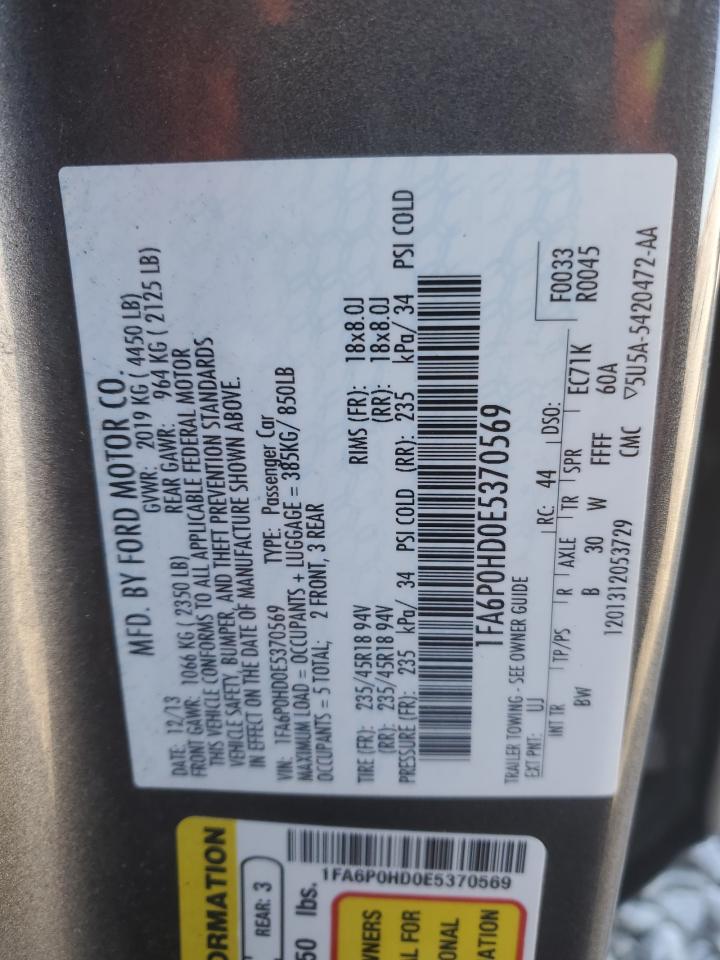 MFD. BY FORD MOTOR CO.
DATE: 12/13 GVWR: 2019 KG ( 4450 LB)
FRONT GAWR: 1066 KG ( 2350 LB) REAR GAWR: 964 KG ( 2125 LB)
THIS VEHICLE CONFORMS TO ALL APPLICABLE FEDERAL MOTOR
VEHICLE SAFETY, BUMPER, AND THEFT PREVENTION STANDARDS
IN EFFECT ON THE DATE OF MANUFACTURE SHOWN ABOVE.
VIN: 1FA6P0HD0E5370569 TYPE: Passenger Car
MAXIMUM LOAD = OCCUPANTS + LUGGAGE = 385KG/ 850LB
OCCUPANTS = 5 TOTAL: 2 FRONT, 3 REAR
TIRE (FR): 235/45R18 94V RIMS (FR): 18x8.0J
(RR): 235/45R18 94V (RR): 18x8.0J
PRESSURE (FR): 235 kPa/ 34 PSI COLD (RR): 235 kPa/ 34 PSI COLD
1FA6P0HD0E5370569
TRAILER TOWING - SEE OWNER GUIDE
EXT PNT: UJ RC: 44 DSO: F0033
R0045
INT TR TP/PS R AXLE TR SPR EC71K
BW B 30 W FFFF 60A
1201312053729 CMC ▽5U5A-5420472-AA
ORMATION
REAR: 3
50 lbs.
1FA6P0HD0E5370569
WNERS
AL FOR
ONAL
ATION